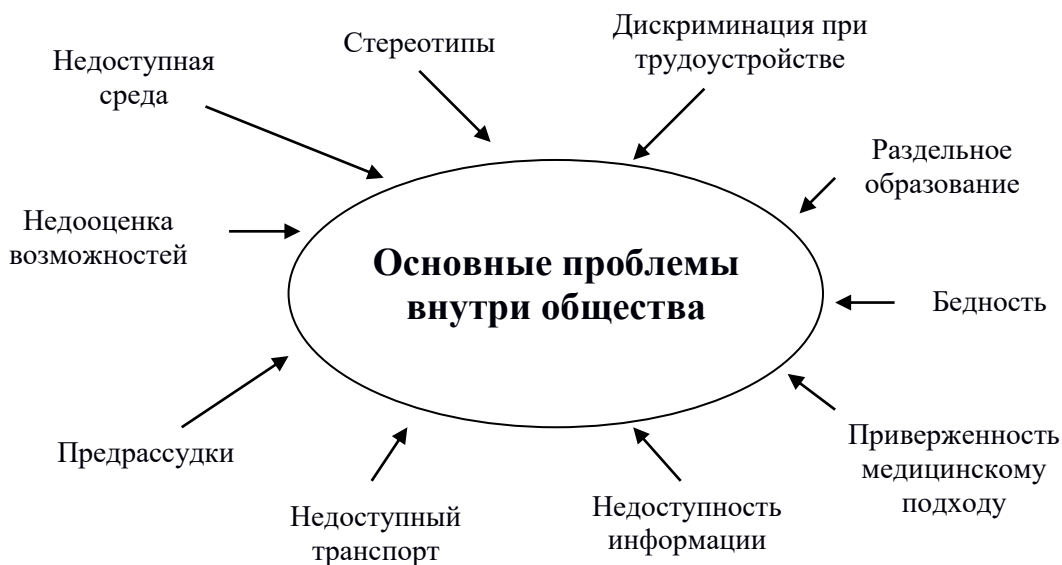 Стереотипы
Дискриминация при
трудоустройстве
Недоступная
среда
Раздельное
образование
Недооценка
возможностей
Основные проблемы
внутри общества
Бедность
Предрассудки
Приверженность
медицинскому
подходу
Недоступный
транспорт
Недоступность
информации